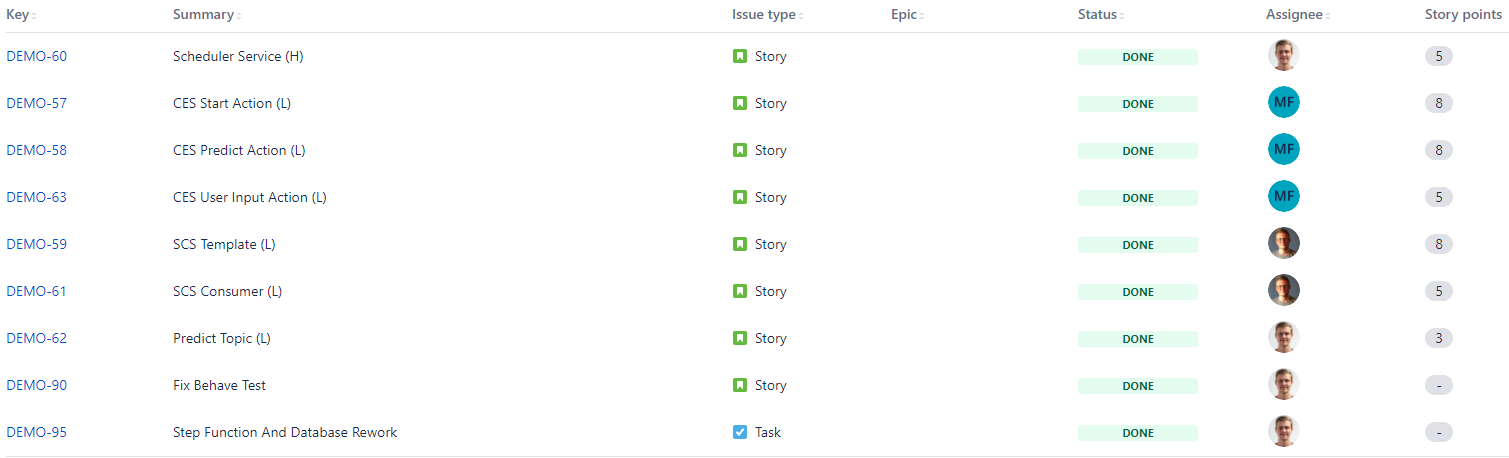 Key Summary Issue type Epic Status Assignee Story points
DEMO-60 Scheduler Service (H) Story DONE 5
DEMO-57 CES Start Action (L) Story DONE MF 8
DEMO-58 CES Predict Action (L) Story DONE MF 8
DEMO-63 CES User Input Action (L) Story DONE MF 5
DEMO-59 SCS Template (L) Story DONE 8
DEMO-61 SCS Consumer (L) Story DONE 5
DEMO-62 Predict Topic (L) Story DONE 3
DEMO-90 Fix Behave Test Story DONE -
DEMO-95 Step Function And Database Rework Task DONE -